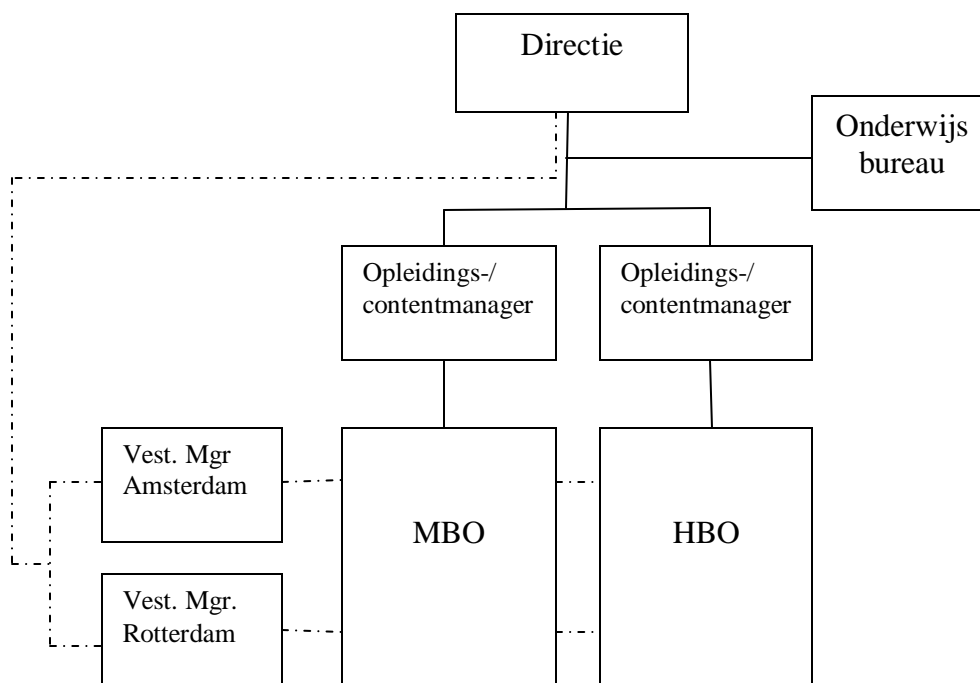 Directie
Onderwijs
bureau
Opleidings-/
contentmanager
Opleidings-/
contentmanager
Vest. Mgr
Amsterdam
MBO
HBO
Vest. Mgr.
Rotterdam